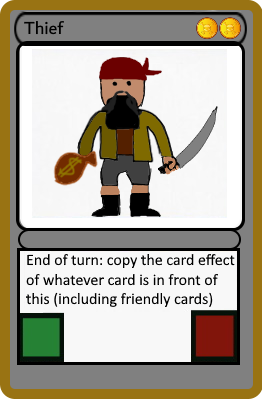 Thief
$
End of turn: copy the card effect
of whatever card is in front of
this (including friendly cards)